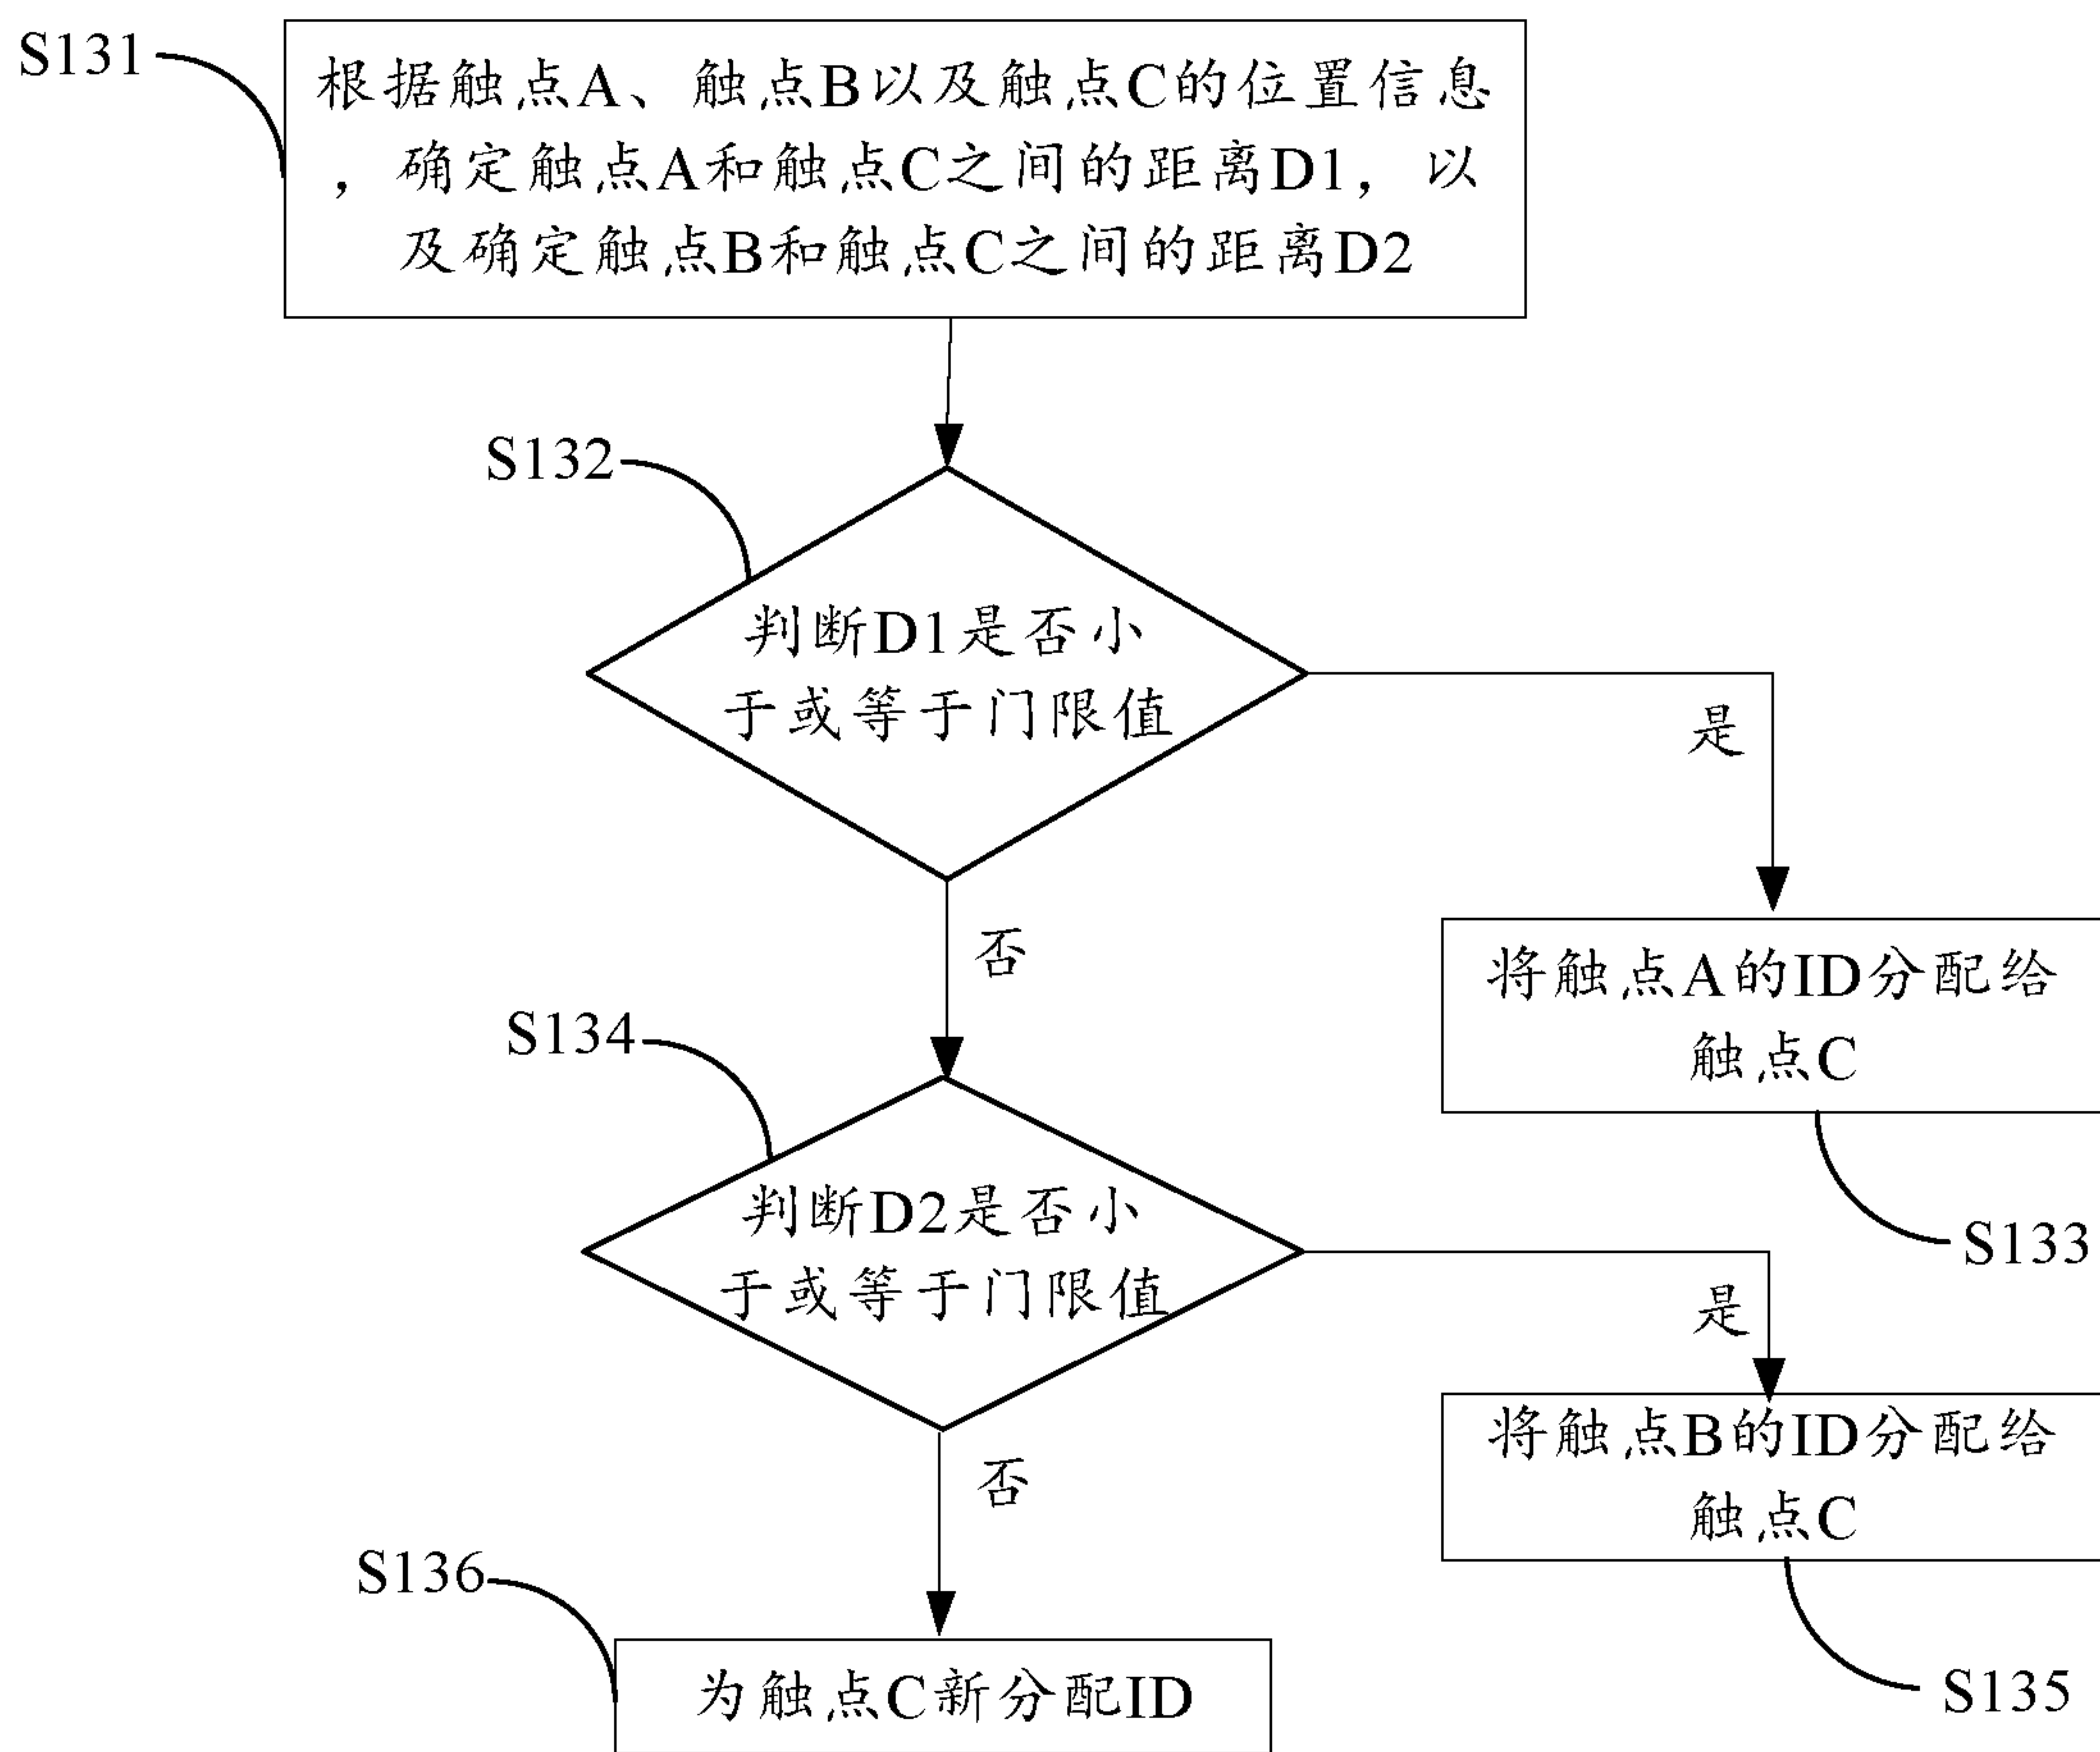 S131
根据触点A、触点B以及触点C的位置信息
，确定触点A和触点C之间的距离D1，以
及确定触点B和触点C之间的距离D2
S132
判断D1是否小
于或等于门限值
是
否
将触点A的ID分配给
触点C
S133
S134
判断D2是否小
于或等于门限值
是
否
将触点B的ID分配给
触点C
S135
S136
为触点C新分配ID